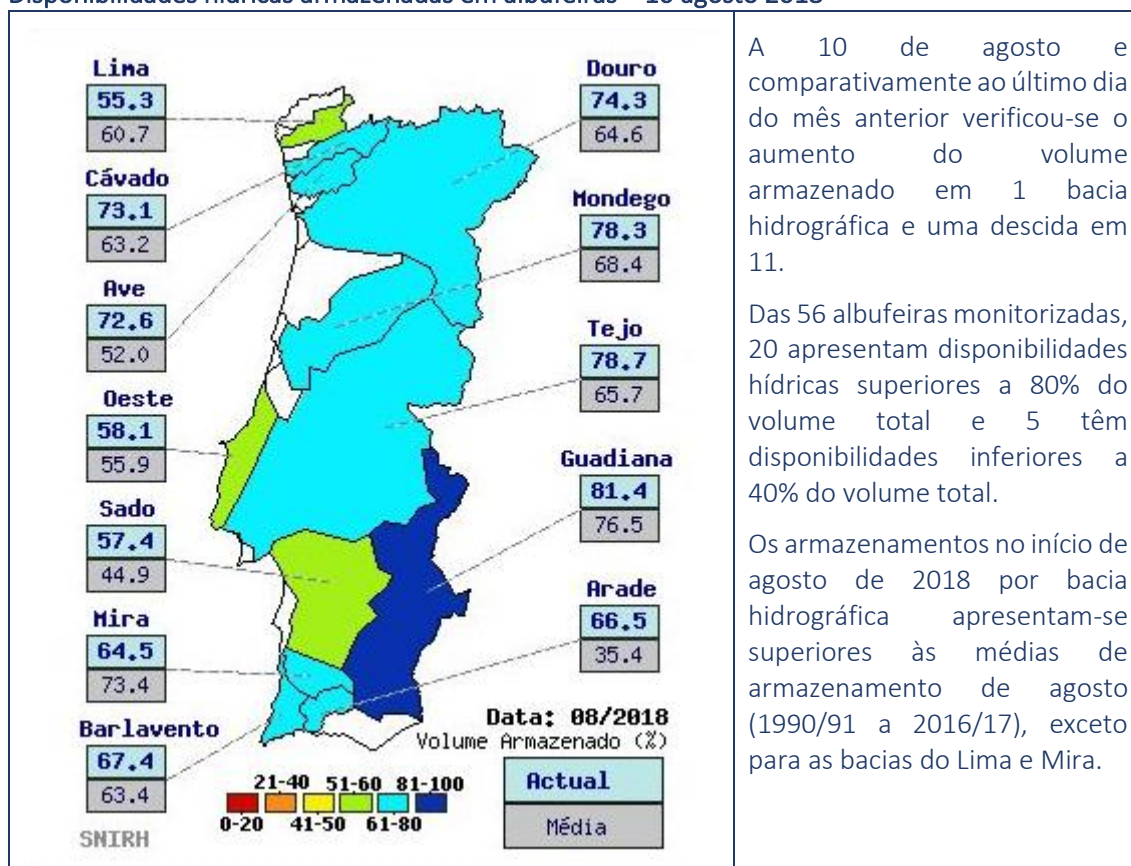 Disponibilidades hídricas armazenadas em albufeiras – 10 agosto 2018
Lima
55.3
60.7
Cávado
73.1
63.2
Ave
72.6
52.0
Oeste
58.1
55.9
Sado
57.4
44.9
Mira
64.5
73.4
Barlavento
67.4
63.4
SNIRH
Douro
74.3
64.6
Mondego
78.3
68.4
Tejo
78.7
65.7
Guadiana
81.4
76.5
Arade
66.5
35.4
Data: 08/2018
Volume Armazenado (%)
Actual
Média
21-40 51-60 81-100
0-20 41-50 61-80
A 10 de agosto e
comparativamente ao último dia
do mês anterior verificou-se o
aumento do volume
armazenado em 1 bacia
hidrográfica e uma descida em
11.
Das 56 albufeiras monitorizadas,
20 apresentam disponibilidades
hídricas superiores a 80% do
volume total e 5 têm
disponibilidades inferiores a
40% do volume total.
Os armazenamentos no início de
agosto de 2018 por bacia
hidrográfica apresentam-se
superiores às médias de
armazenamento de agosto
(1990/91 a 2016/17), exceto
para as bacias do Lima e Mira.